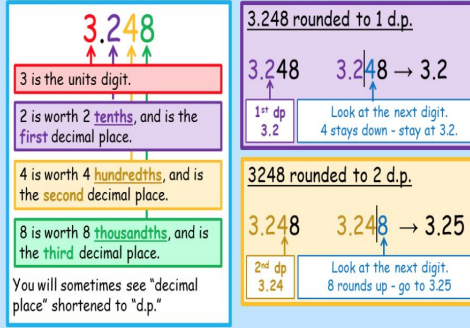 3.248
3 is the units digit.
2 is worth 2 tenths, and is the
first decimal place.
4 is worth 4 hundredths, and is
the second decimal place.
8 is worth 8 thousandths, and is
the third decimal place.
You will sometimes see “decimal
place” shortened to “d.p.”
3.248 rounded to 1 d.p.
3.248 3.2|48 → 3.2
1st dp
3.2
Look at the next digit.
4 stays down - stay at 3.2.
3248 rounded to 2 d.p.
3.248 3.24|8 → 3.25
2nd dp
3.24
Look at the next digit.
8 rounds up - go to 3.25